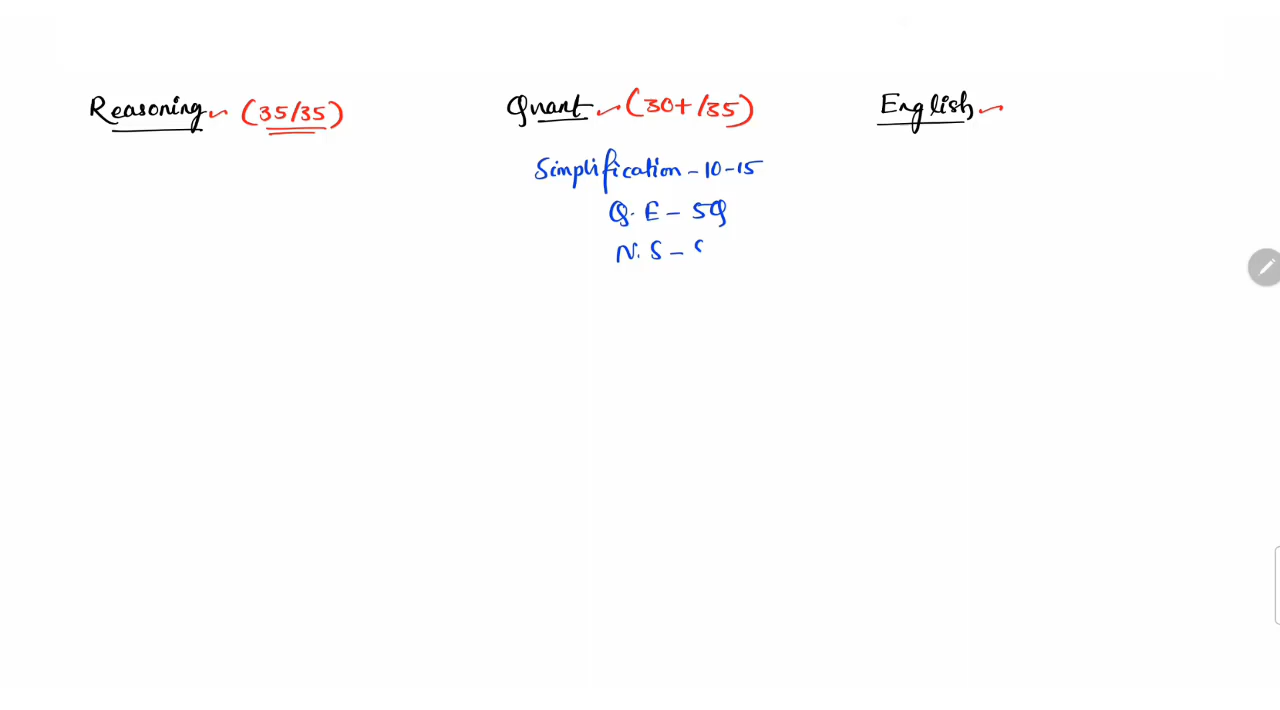 Reasoning (35/35)
Quant (30+/35)
Simplification - 10-15
Q.E - 5Q
N.S -
English